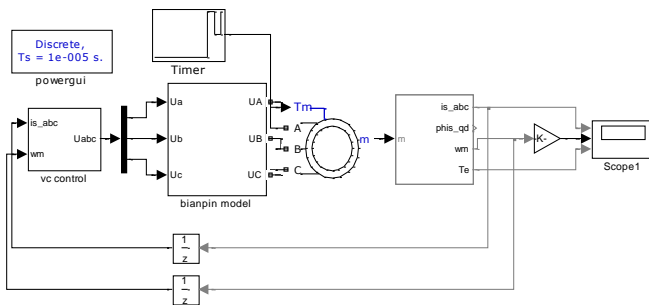 Discrete,
Ts = 1e-005 s.
powergui
Timer
is_abc
wm
Uabc
vc control
Ua
Ub
Uc
UA
UB
UC
bianpin model
Tm
A
B
C
m
m
is_abc
phis_qd
wm
Te
-K-
Scope1
1
z
1
z